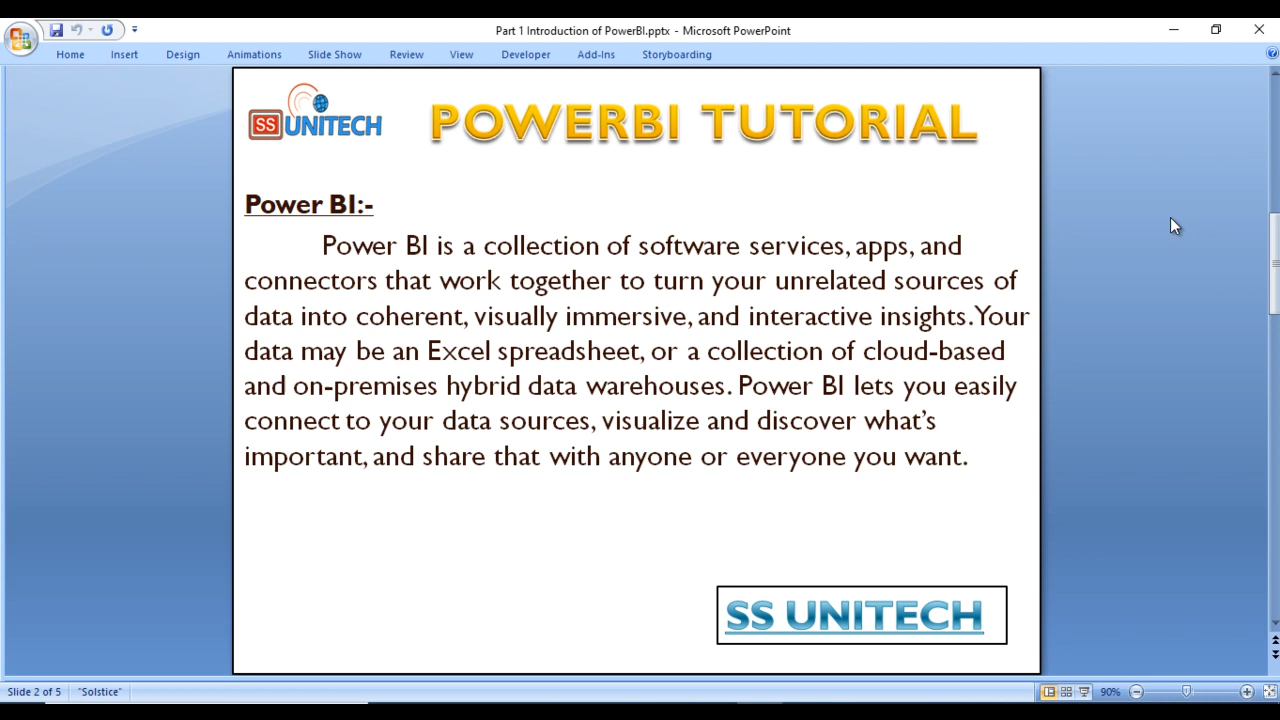 Part 1 Introduction of PowerBI.pptx - Microsoft PowerPoint
Home Insert Design Slide Show Animations Review View Developer Add-Ins Storyboarding
SS UNITECH
POWERBI TUTORIAL
Power BI:-
Power BI is a collection of software services, apps, and
connectors that work together to turn your unrelated sources of
data into coherent, visually immersive, and interactive insights. Your
data may be an Excel spreadsheet, or a collection of cloud-based
and on-premises hybrid data warehouses. Power BI lets you easily
connect to your data sources, visualize and discover what's
important, and share that with anyone or everyone you want.
SS UNITECH
Slide 2 of 5 "Solstice" 90%